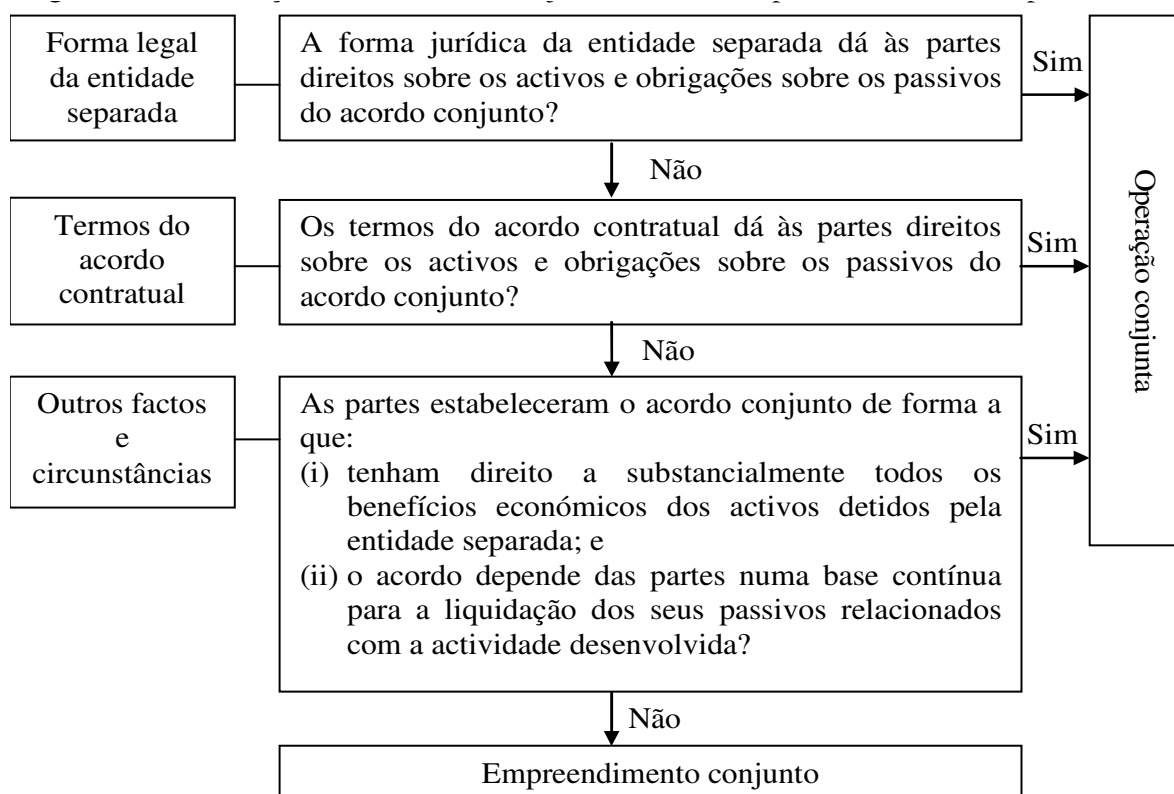 Forma legal
da entidade
separada
A forma jurídica da entidade separada dá às partes
direitos sobre os activos e obrigações sobre os passivos
do acordo conjunto?
Sim
Não
Termos do
acordo
contratual
Os termos do acordo contratual dá às partes direitos
sobre os activos e obrigações sobre os passivos do
acordo conjunto?
Sim
Não
Outros factos
e
circunstâncias
As partes estabeleceram o acordo conjunto de forma a
que:
(i) tenham direito a substancialmente todos os
benefícios económicos dos activos detidos pela
entidade separada; e
(ii) o acordo depende das partes numa base contínua
para a liquidação dos seus passivos relacionados
com a actividade desenvolvida?
Sim
Operação conjunta
Não
Empreendimento conjunto